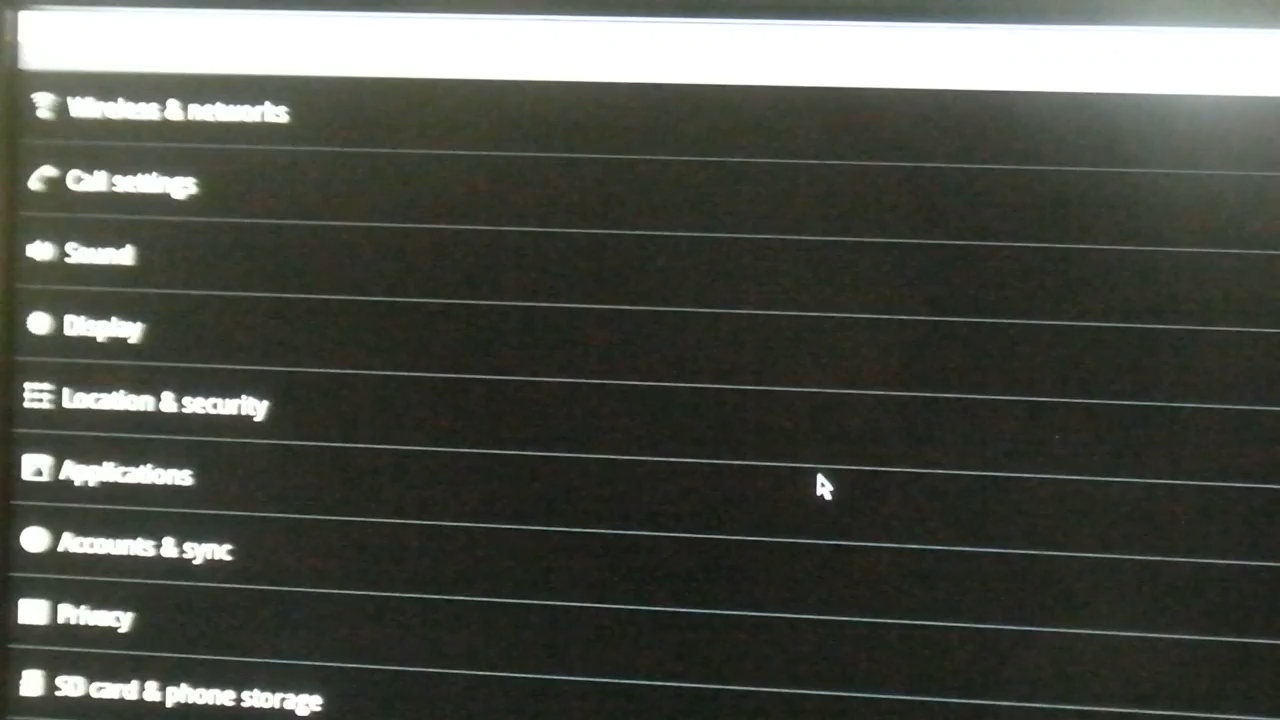 Wireless & networks
Call settings
Sound
Display
Location & security
Applications
Accounts & sync
Privacy
SD card & phone storage